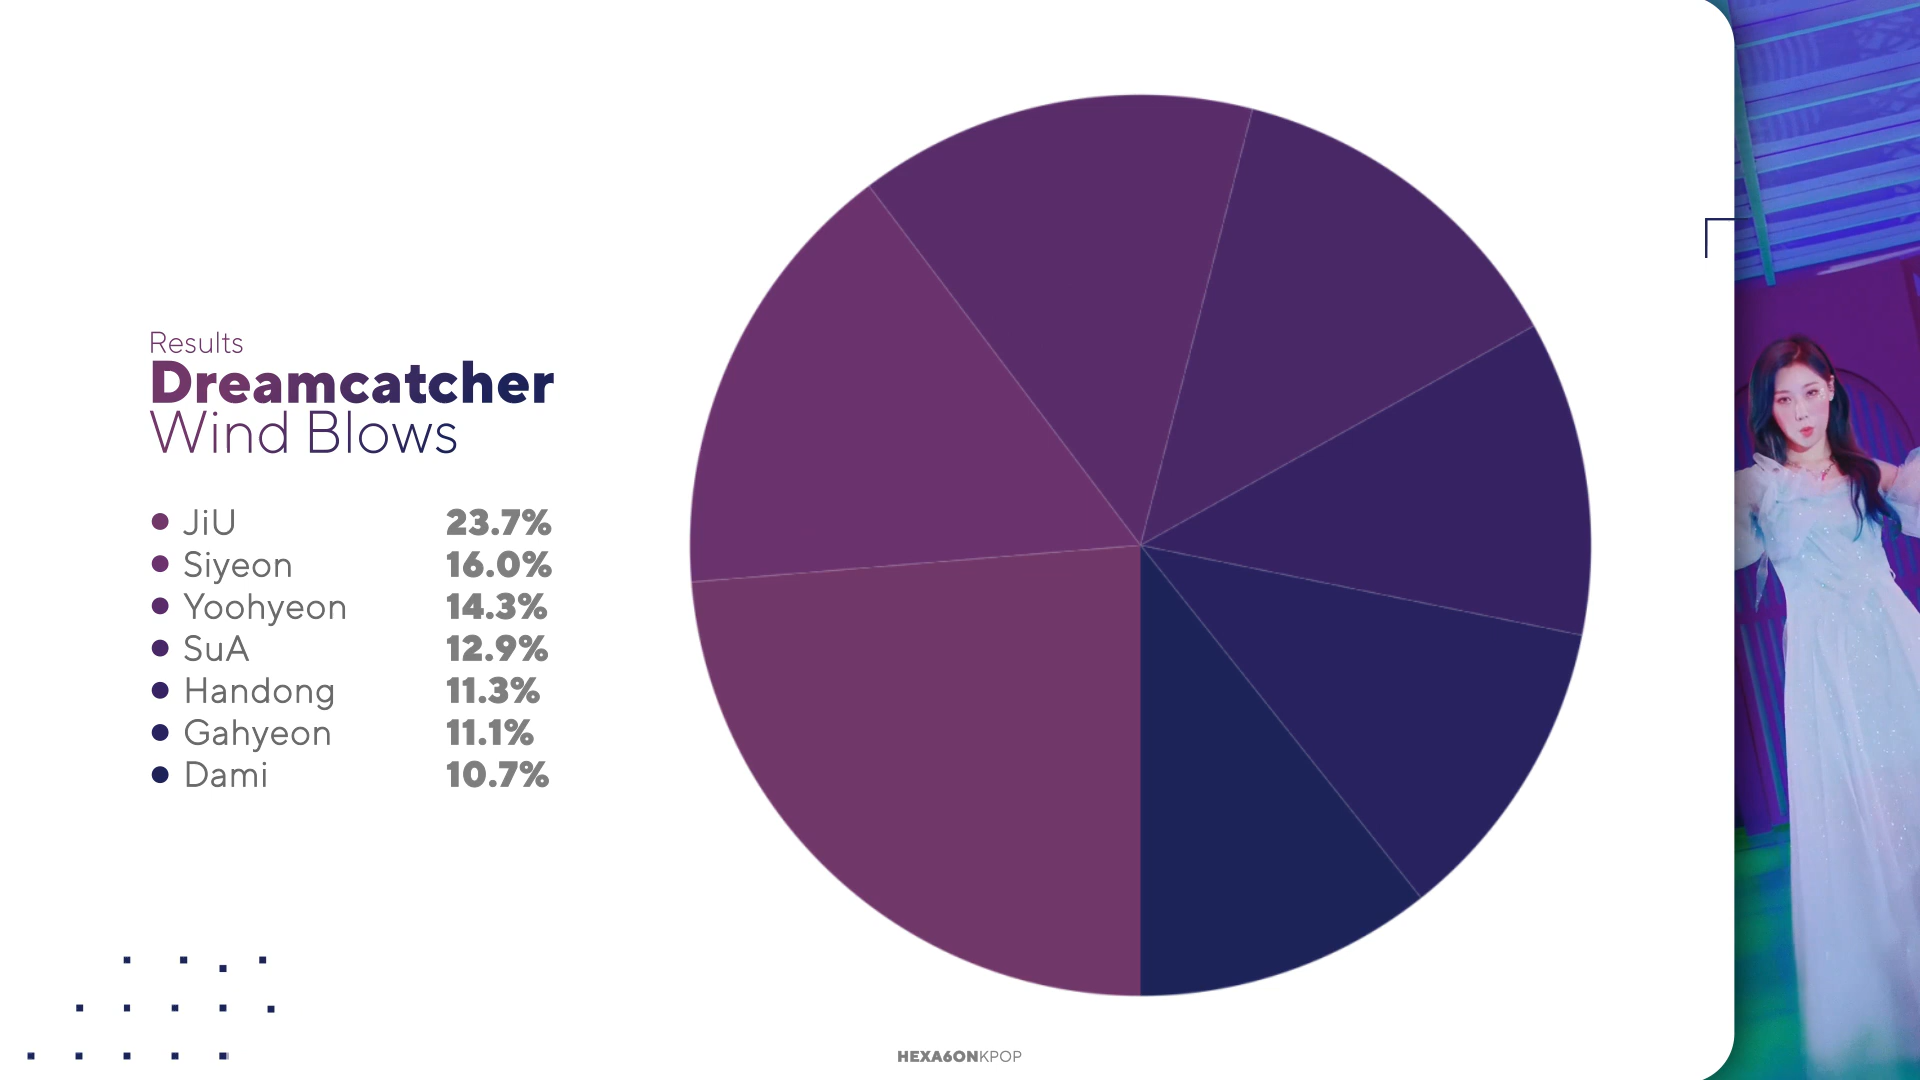 Results
Dreamcatcher
Wind Blows
JiU 23.7%
Siyeon 16.0%
Yoohyeon 14.3%
SuA 12.9%
Handong 11.3%
Gahyeon 11.1%
Dami 10.7%
HEXA6ONKPOP